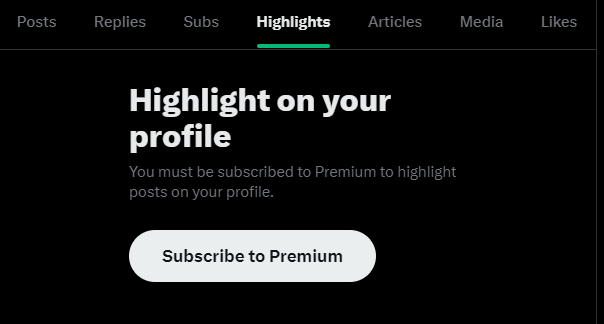 Posts Replies Subs Highlights Articles Media Likes
Highlight on your
profile
You must be subscribed to Premium to highlight
posts on your profile.
Subscribe to Premium